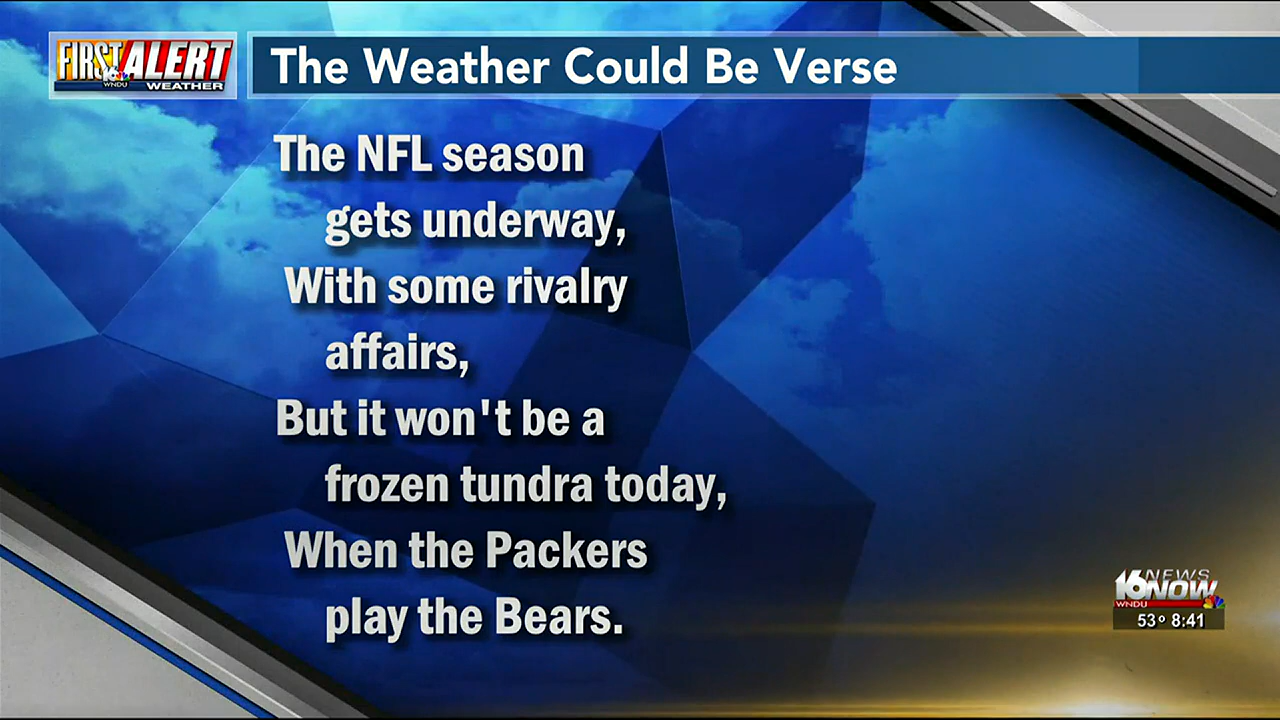 FIRST ALERT
16
WNDU
WEATHER
The Weather Could Be Verse
The NFL season
gets underway,
With some rivalry
affairs,
But it won't be a
frozen tundra today,
When the Packers
play the Bears.
16 NEWS
NOW
WNDU
53° 8:41